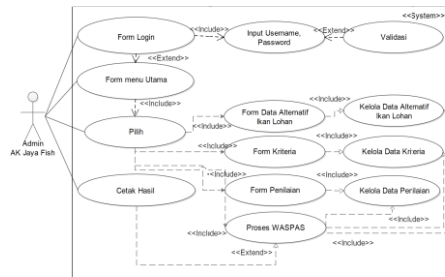 <<System>>
Form Login
<<Include>>
Input Username,
Password
<<Extend>>
Validasi
<<Extend>>
Form menu Utama
<<Include>>
Pilih
<<Include>>
Form Data Alternatif
Ikan Lohan
<<Include>>
Kelola Data Alternatif
Ikan Lohan
Admin
AK Jaya Fish
<<Include>>
Form Kriteria
<<Include>>
Kelola Data Kriteria
<<Include>>
Cetak Hasil
<<Include>>
Form Penilaian
<<Include>>
Kelola Data Penilaian
<<Include>>
Proses WASPAS
<<Include>>
<<Include>>
<<Extend>>